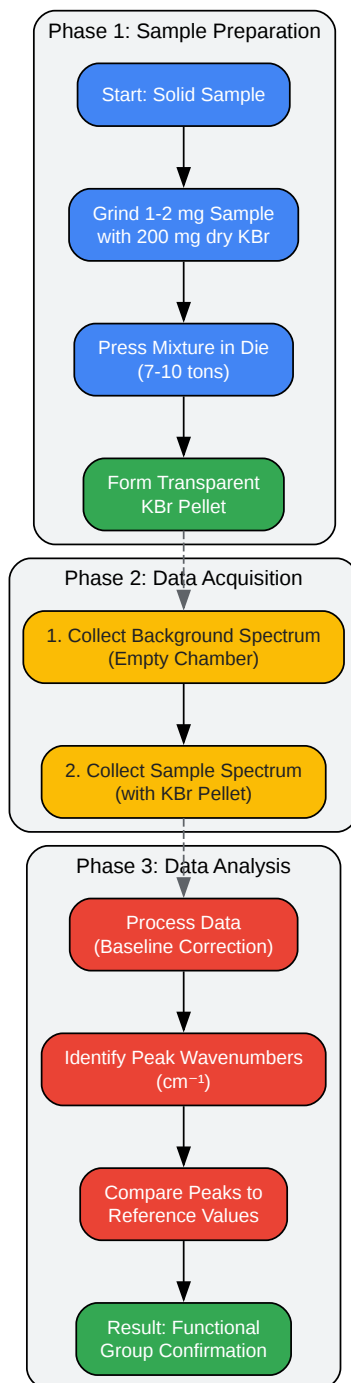 Phase 1: Sample Preparation
Start: Solid Sample
Grind 1-2 mg Sample
with 200 mg dry KBr
Press Mixture in Die
(7-10 tons)
Form Transparent
KBr Pellet
Phase 2: Data Acquisition
1. Collect Background Spectrum
(Empty Chamber)
2. Collect Sample Spectrum
(with KBr Pellet)
Phase 3: Data Analysis
Process Data
(Baseline Correction)
Identify Peak Wavenumbers
(cm⁻¹)
Compare Peaks to
Reference Values
Result: Functional
Group Confirmation